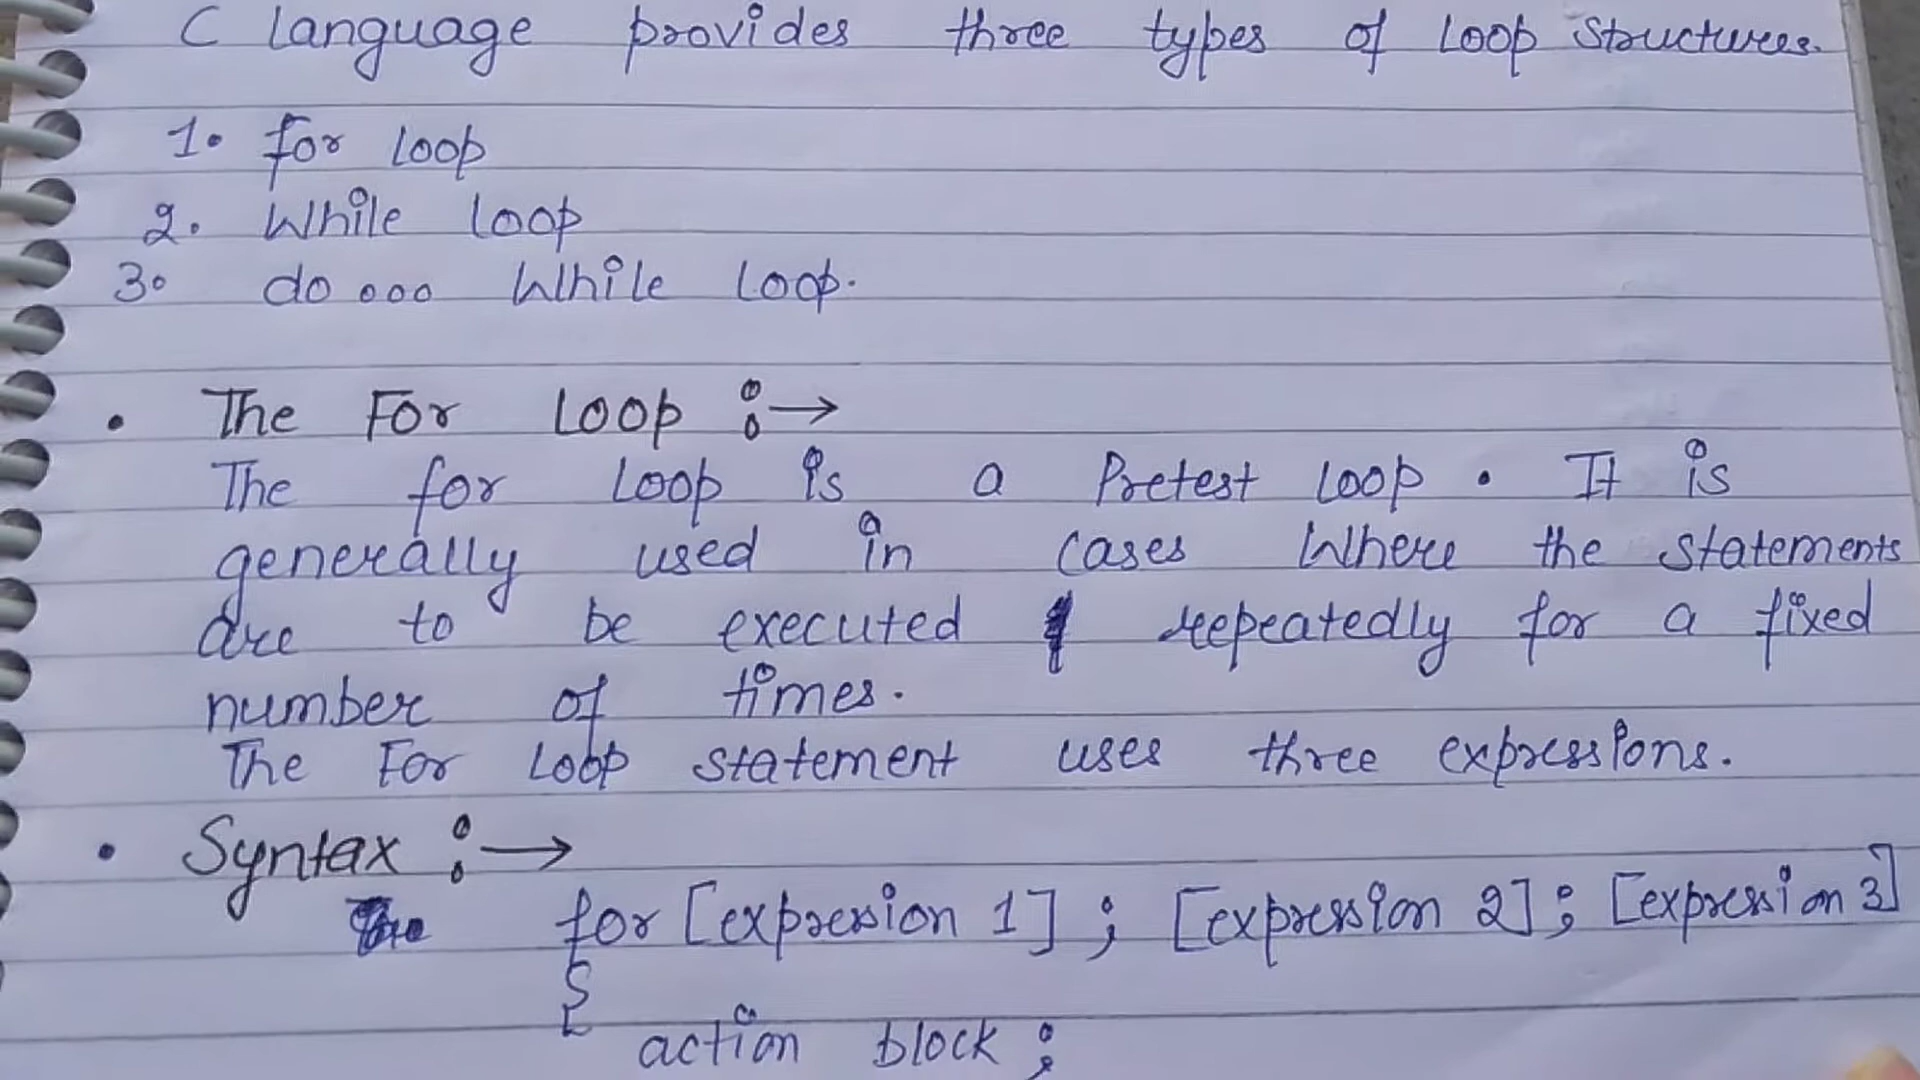 C language provides three types of Loop Structures.
1. for loop
2. While loop
3. do ... While loop.
• The For Loop :→
The for loop is a Pretest loop. It is
generally used in cases Where the statements
are to be executed repeatedly for a fixed
number of times.
The For Loop statement uses three expressions.
• Syntax :→
for [expression 1] ; [expression 2] ; [expression 3]
{
action block ;